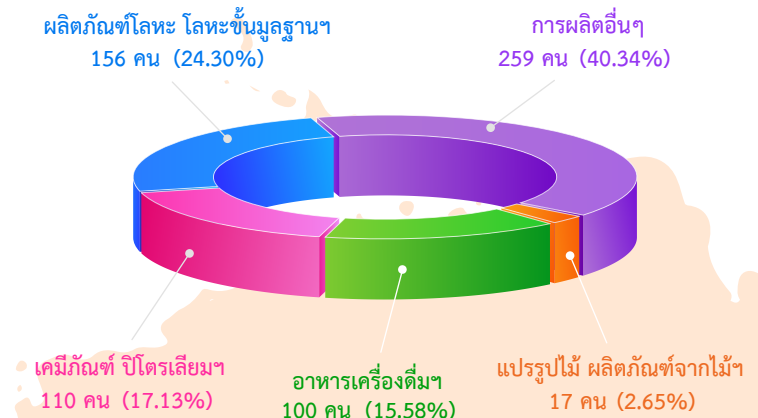 ผลิตภัณฑ์โลหะ โลหะขั้นมูลฐานฯ
156 คน (24.30%)
การผลิตอื่นๆ
259 คน (40.34%)
เคมีภัณฑ์ ปิโตรเลียมฯ
110 คน (17.13%)
อาหารเครื่องดื่มฯ
100 คน (15.58%)
แปรรูปไม้ ผลิตภัณฑ์จากไม้ฯ
17 คน (2.65%)